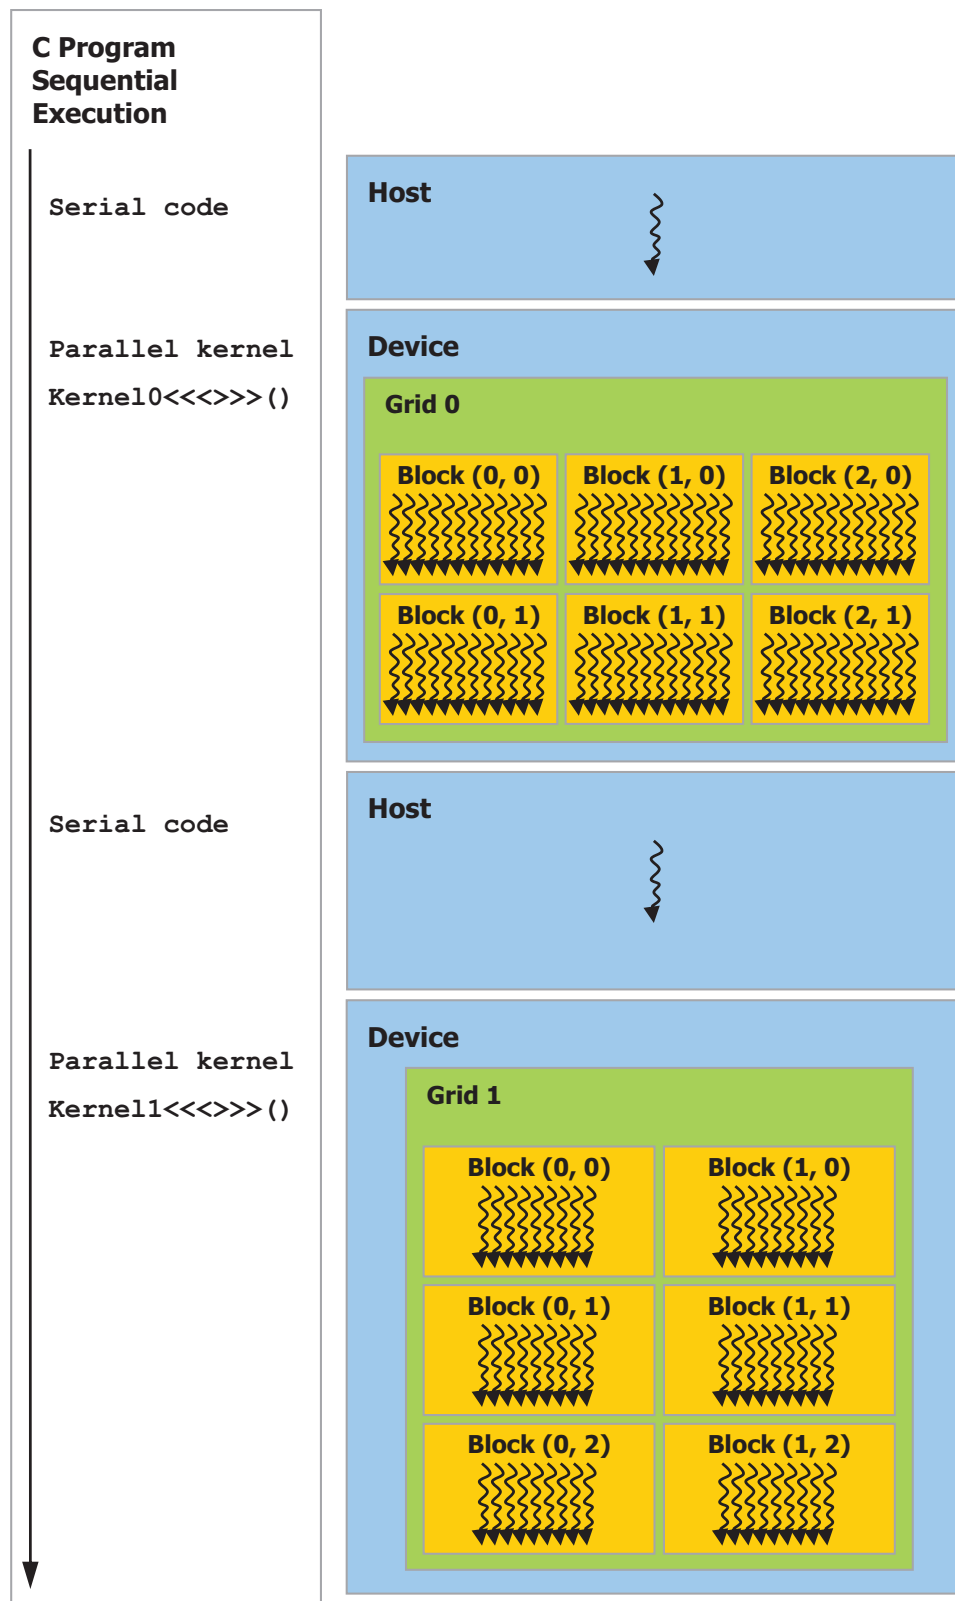 C Program
Sequential
Execution
Serial code
Host
Parallel kernel
Kernel0<<<>>>()
Device
Grid 0
Block (0, 0) Block (1, 0) Block (2, 0)
Block (0, 1) Block (1, 1) Block (2, 1)
Serial code
Host
Parallel kernel
Kernel1<<<>>>()
Device
Grid 1
Block (0, 0) Block (1, 0)
Block (0, 1) Block (1, 1)
Block (0, 2) Block (1, 2)